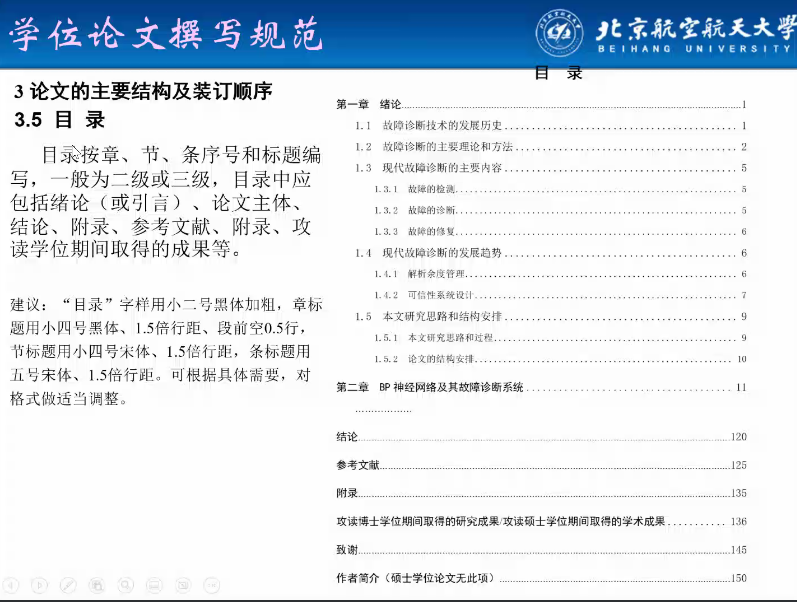 学位论文撰写规范
北京航空航天大學
BEIHANG UNIVERSITY
3 论文的主要结构及装订顺序
3.5 目 录
目录按章、节、条序号和标题编
写，一般为二级或三级，目录中应
包括绪论（或引言）、论文主体、
结论、附录、参考文献、附录、攻
读学位期间取得的成果等。
建议：“目录”字样用小二号黑体加粗，章标
题用小四号黑体、1.5倍行距、段前空0.5行，
节标题用小四号宋体、1.5倍行距，条标题用
五号宋体、1.5倍行距。可根据具体需要，对
格式做适当调整。
目 录
第一章 绪论........1
1.1 故障诊断技术的发展历史........1
1.2 故障诊断的主要理论和方法........2
1.3 现代故障诊断的主要内容........5
1.3.1 故障的检测........5
1.3.2 故障的诊断........5
1.3.3 故障的修复........6
1.4 现代故障诊断的发展趋势........6
1.4.1 解析余度管理........6
1.4.2 可信性系统设计........7
1.5 本文研究思路和结构安排........9
1.5.1 本文研究思路和过程........9
1.5.2 论文的结构安排........10
第二章 BP 神经网络及其故障诊断系统........11
..................
结论........120
参考文献........125
附录........135
攻读博士学位期间取得的研究成果/攻读硕士学位期间取得的学术成果........136
致谢........145
作者简介（硕士学位论文无此项）........150